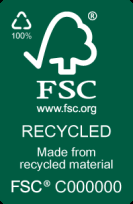 ®
100%
FSC
www.fsc.org
RECYCLED
Made from
recycled material
FSC® C000000